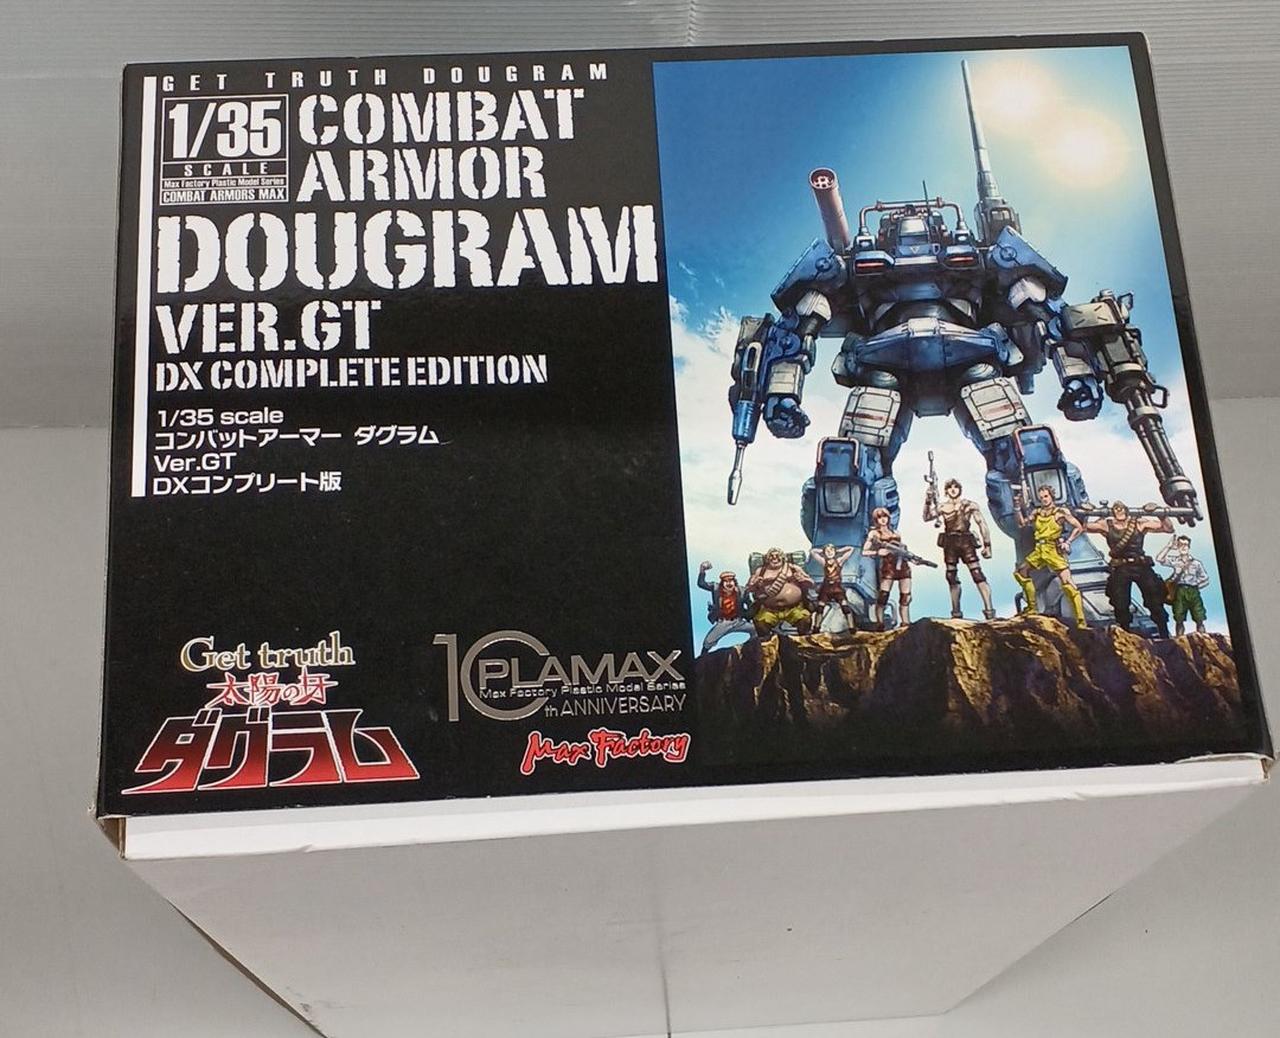 GET TRUTH DOUGRAM
1/35
SCALE
Max Factory Plastic Model Series
COMBAT ARMORS MAX
COMBAT
ARMOR
DOUGRAM
VER.GT
DX COMPLETE EDITION
1/35 scale
コンバットアーマー ダグラム
Ver.GT
DXコンプリート版
Get truth
太陽の牙
ダグラム
10 PLAMAX
Max Factory Plastic Model Series
th ANNIVERSARY
Max Factory